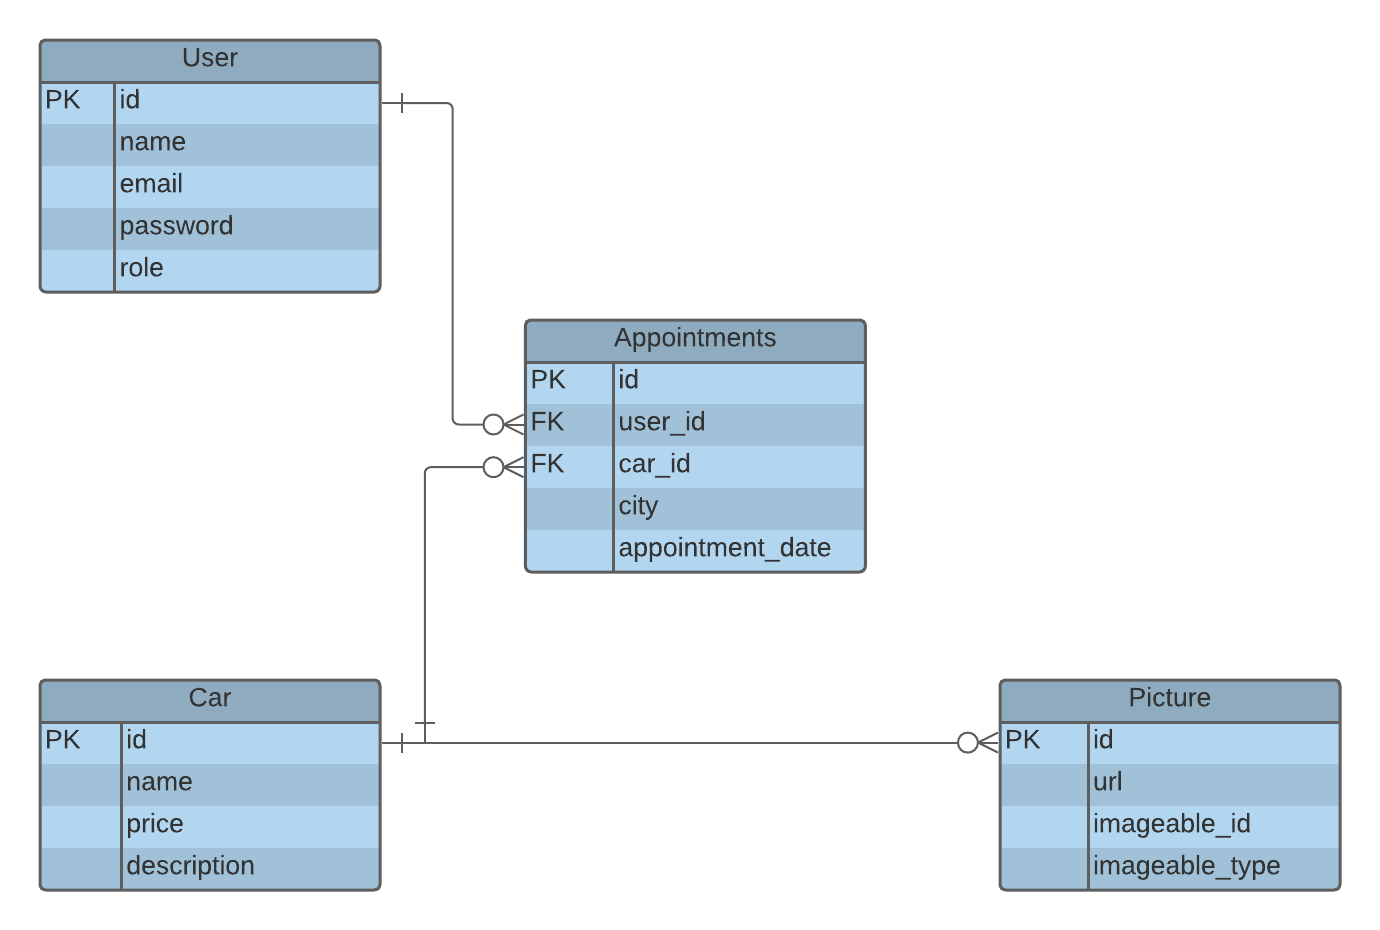 User
PK id
name
email
password
role
Appointments
PK id
FK user_id
FK car_id
city
appointment_date
Car
PK id
name
price
description
Picture
PK id
url
imageable_id
imageable_type